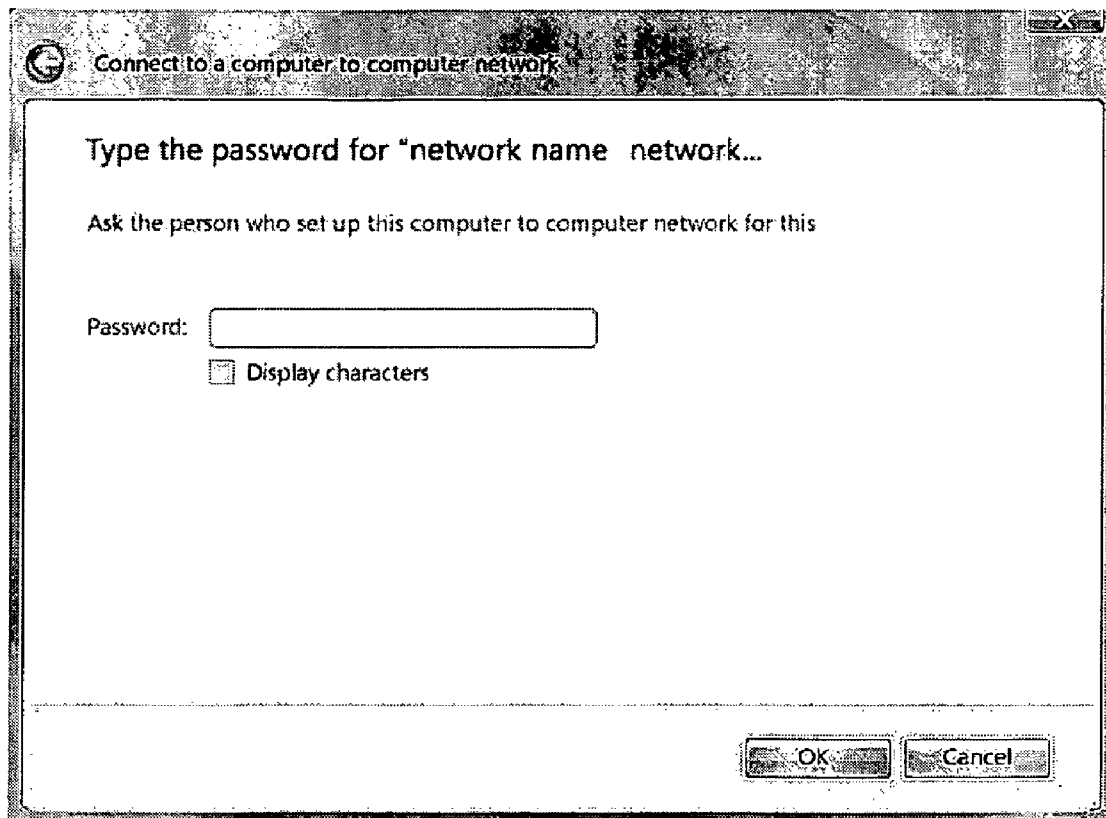 Connect to a computer to computer network
Type the password for "network name network...
Ask the person who set up this computer to computer network for this
Password:
Display characters
OK
Cancel